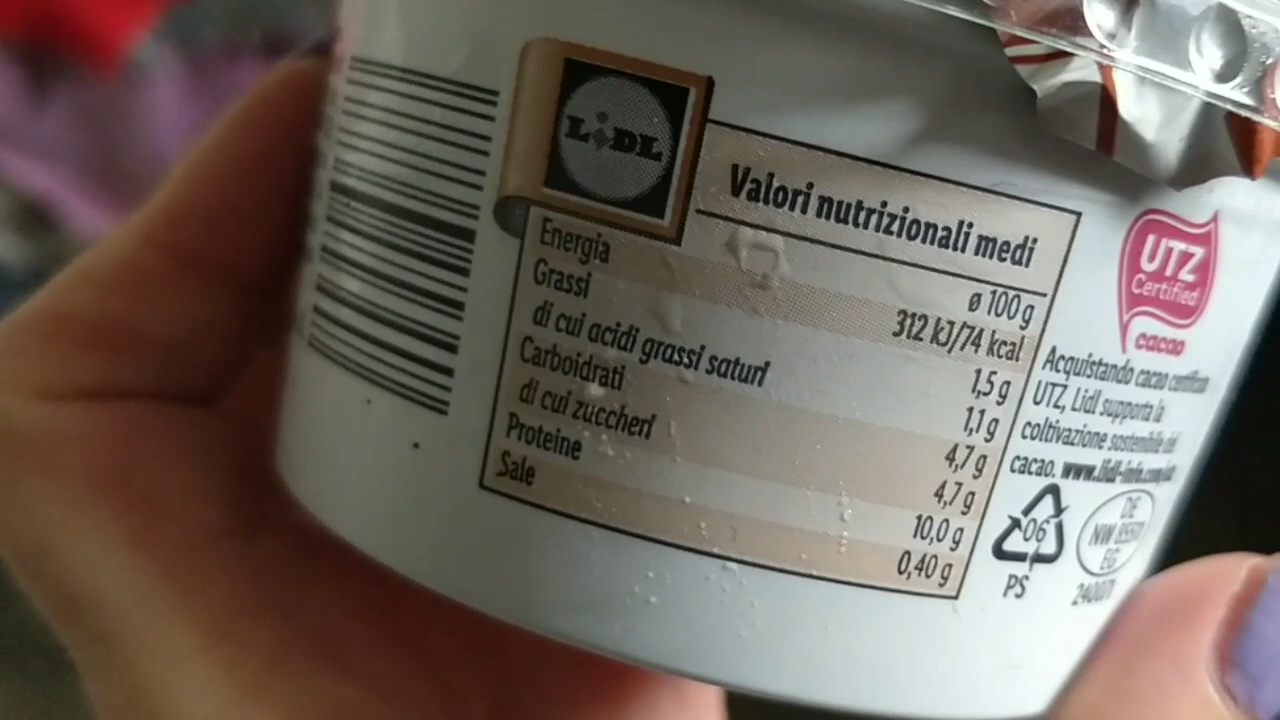 LIDL
Valori nutrizionali medi
ø 100 g
Energia 312 kJ/74 kcal
Grassi 1,5 g
di cui acidi grassi saturi 1,1 g
Carboidrati 4,7 g
di cui zuccheri 4,7 g
Proteine 10,0 g
Sale 0,40 g
UTZ
Certified
cacao
Acquistando cacao certificato
UTZ, Lidl supporta la
coltivazione sostenibile del
cacao.
06
PS
DE
NW
EG